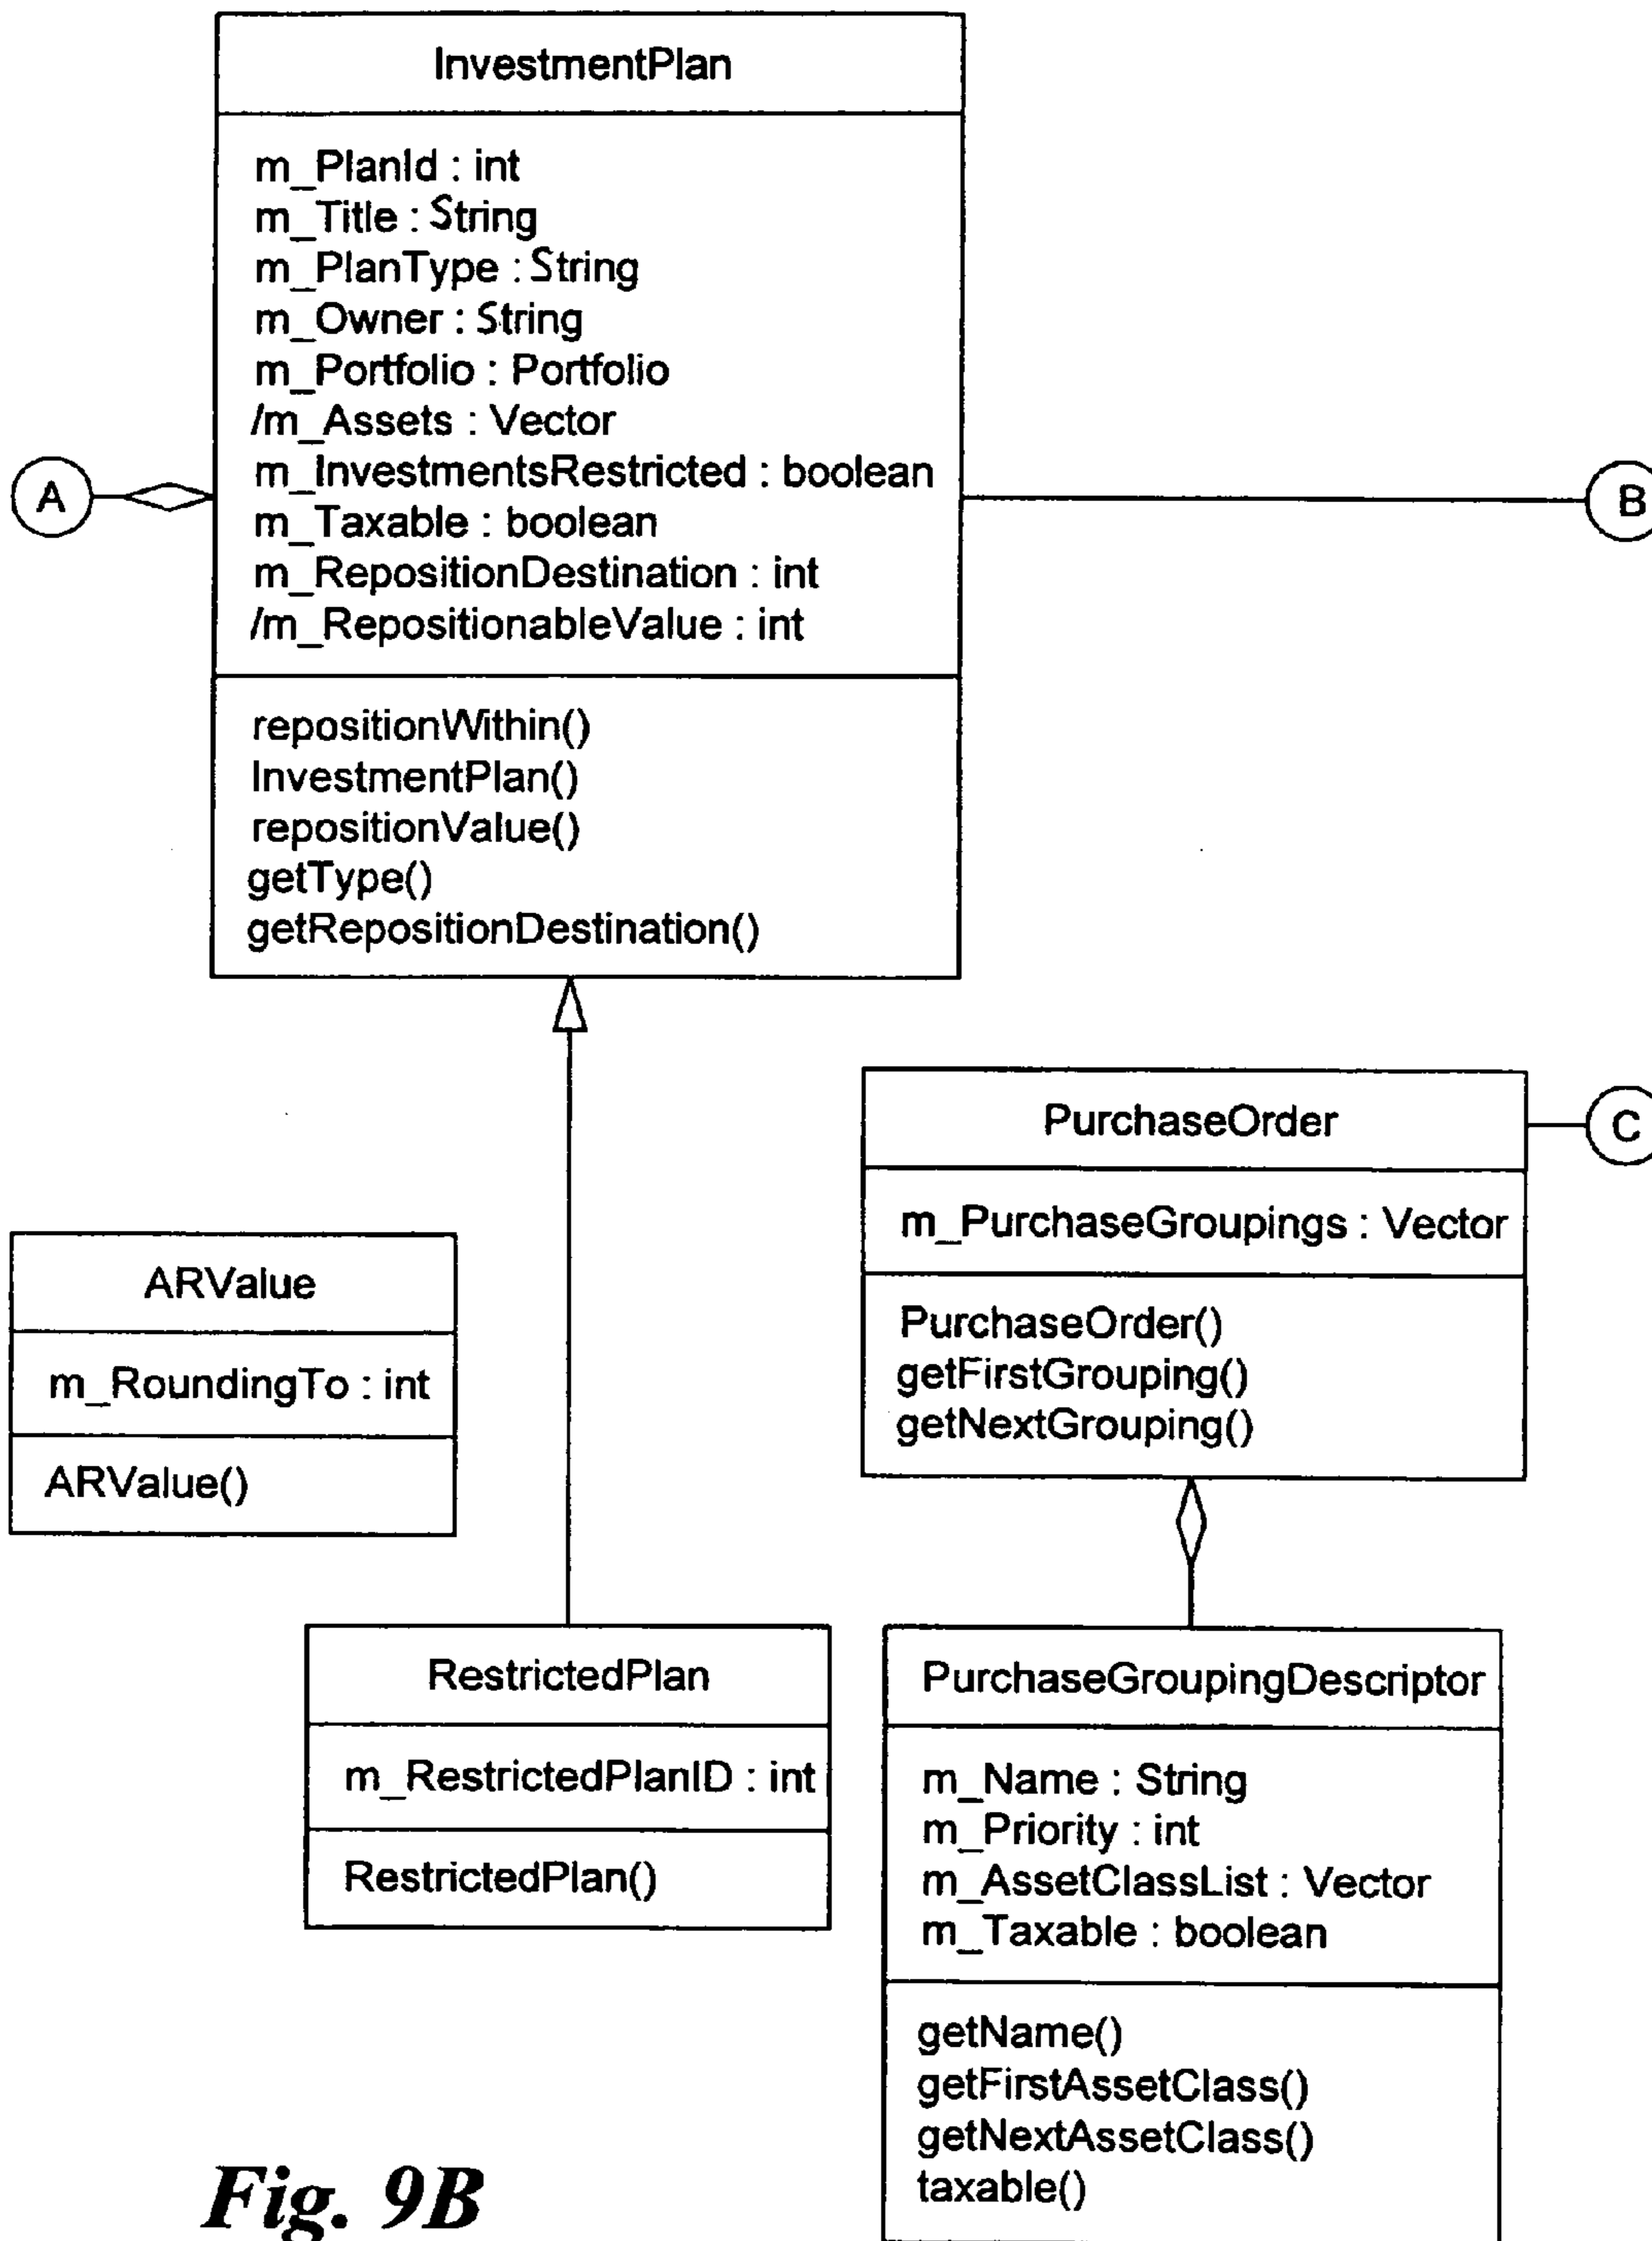 InvestmentPlan
m_PlanId : int
m_Title : String
m_PlanType : String
m_Owner : String
m_Portfolio : Portfolio
/m_Assets : Vector
m_InvestmentsRestricted : boolean
m_Taxable : boolean
m_RepositionDestination : int
/m_RepositionableValue : int
A
B
repositionWithin()
InvestmentPlan()
repositionValue()
getType()
getRepositionDestination()
PurchaseOrder
C
m_PurchaseGroupings : Vector
PurchaseOrder()
getFirstGrouping()
getNextGrouping()
ARValue
m_RoundingTo : int
ARValue()
RestrictedPlan
m_RestrictedPlanID : int
RestrictedPlan()
PurchaseGroupingDescriptor
m_Name : String
m_Priority : int
m_AssetClassList : Vector
m_Taxable : boolean
getName()
getFirstAssetClass()
getNextAssetClass()
taxable()
Fig. 9B